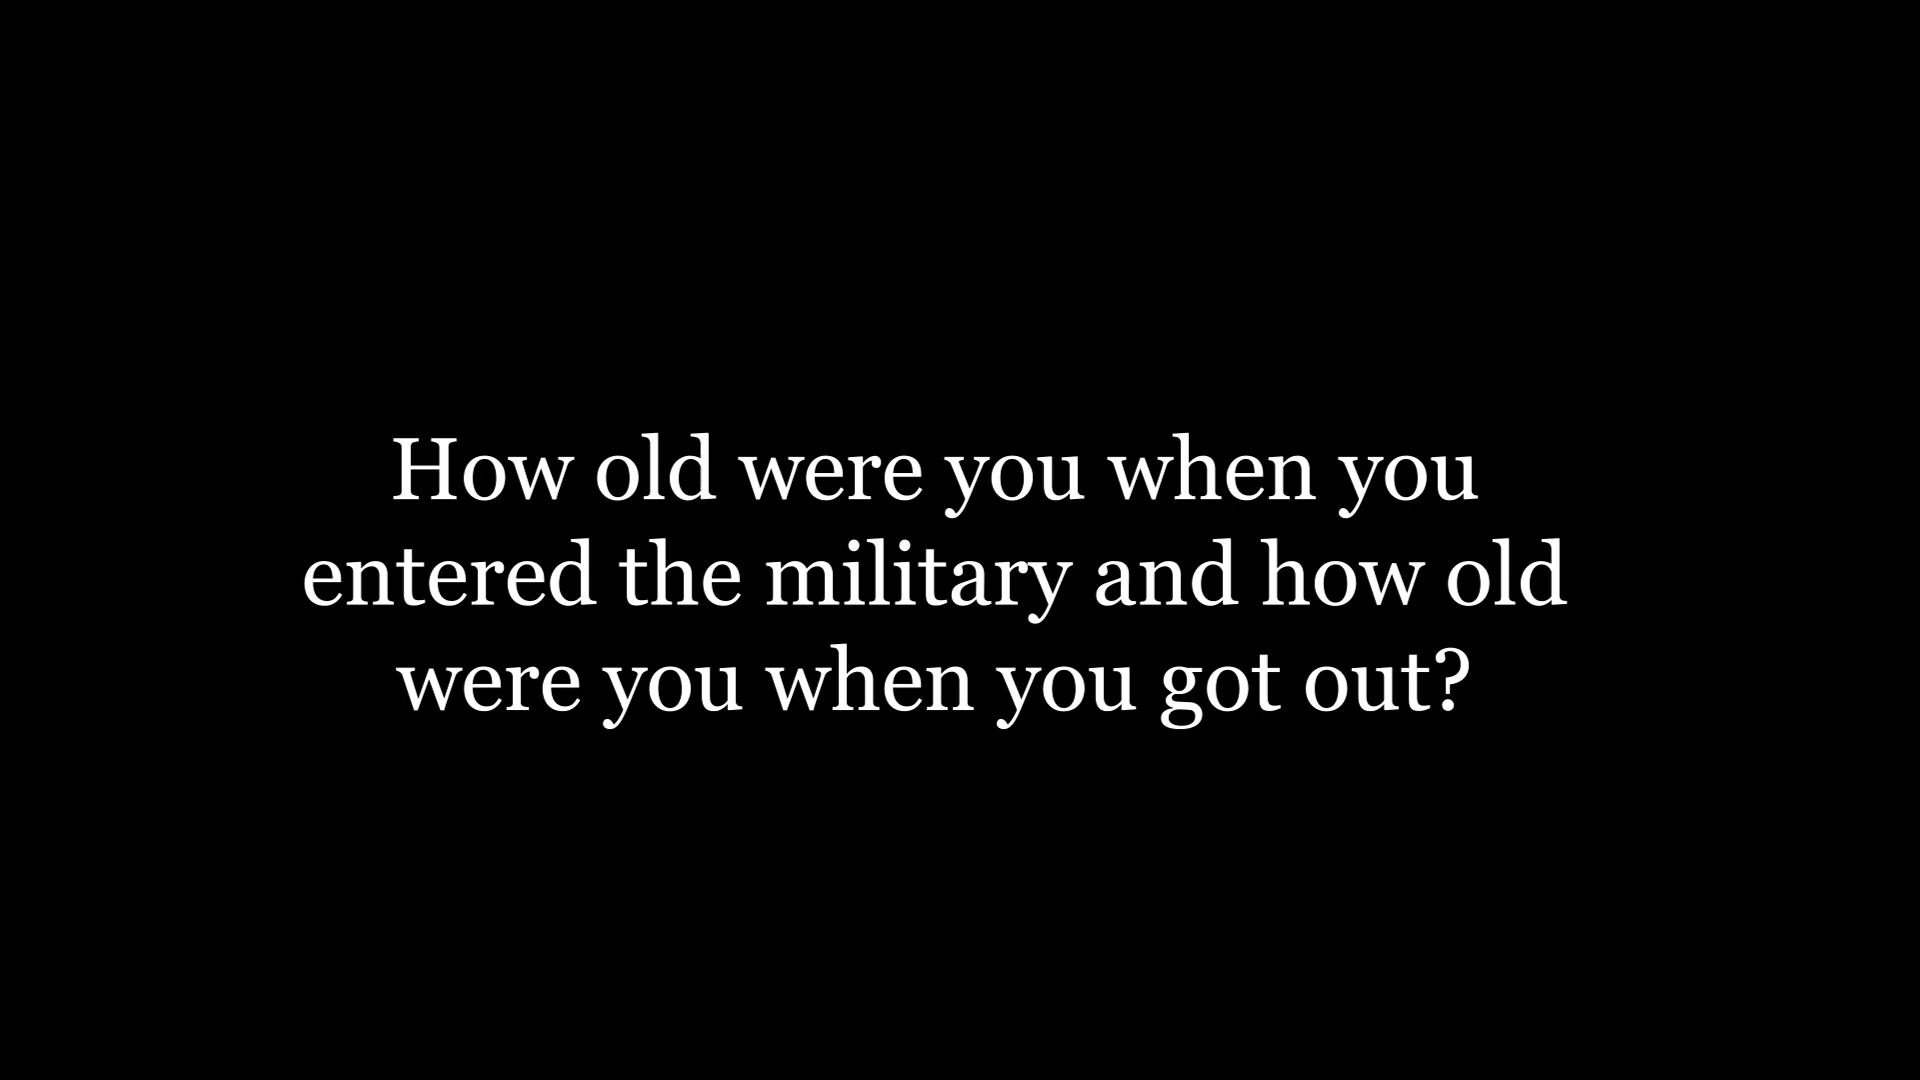 How old were you when you
entered the military and how old
were you when you got out?